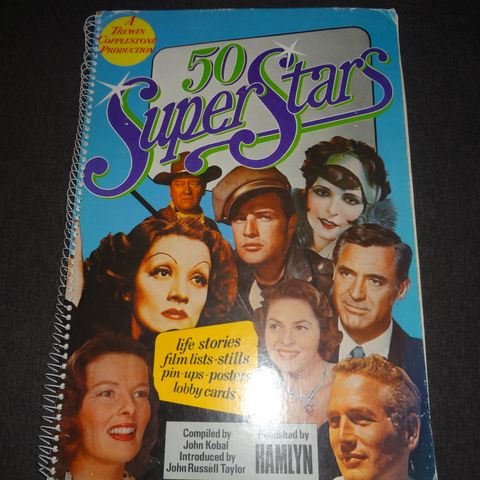 A
TREWIN
COPPLESTONE
PRODUCTION
50
SuperStars
life stories
film lists-stills
pin-ups-posters
lobby cards
Compiled by
John Kobal
Introduced by
John Russell Taylor
Published by
HAMLYN